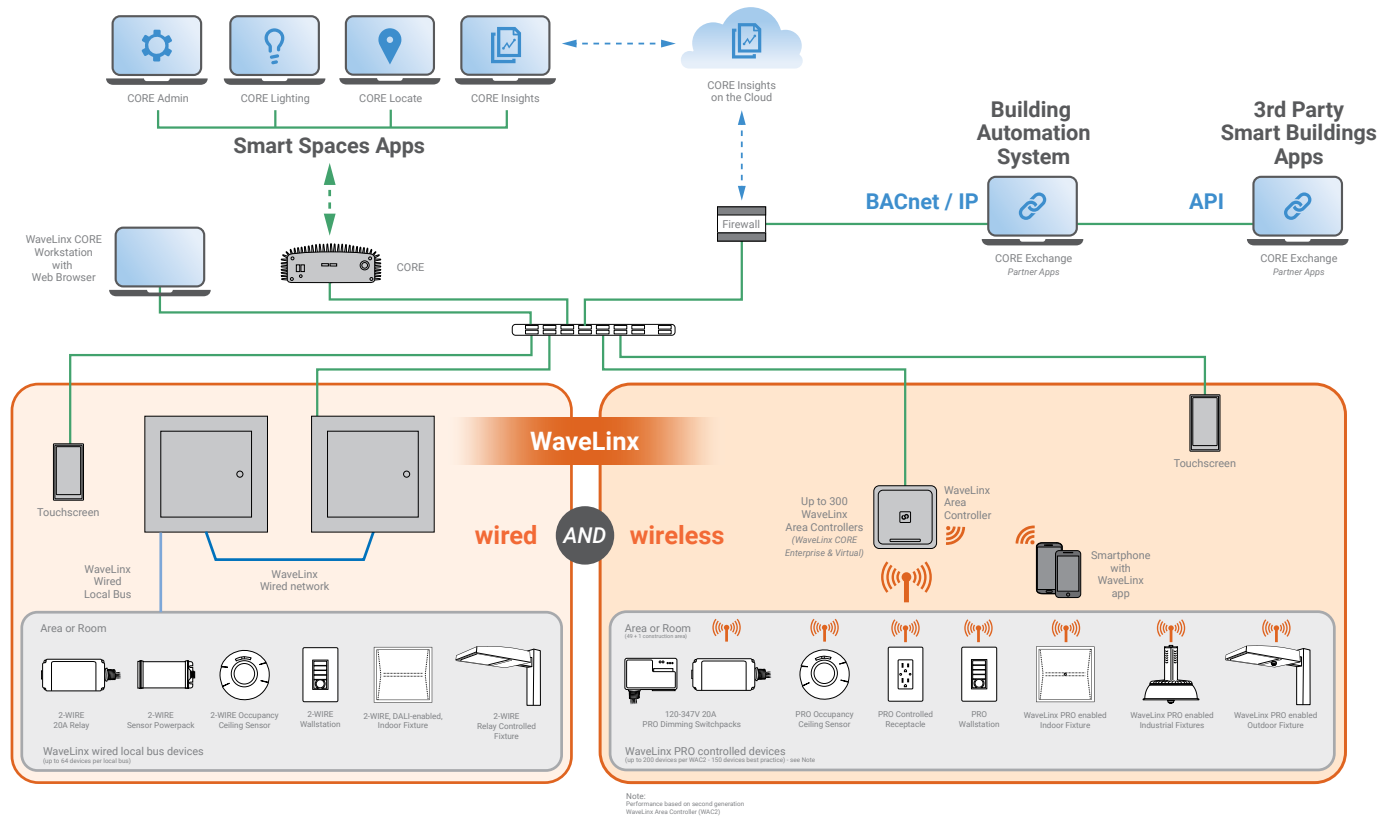 CORE Admin
CORE Lighting
CORE Locate
CORE Insights
CORE Insights
on the Cloud
Smart Spaces Apps
Building
Automation
System
3rd Party
Smart Buildings
Apps
BACnet / IP
API
Firewall
WaveLinx CORE
Workstation
with
Web Browser
CORE
CORE Exchange
Partner Apps
CORE Exchange
Partner Apps
WaveLinx
wired
AND
wireless
Touchscreen
WaveLinx
Wired
Local Bus
WaveLinx
Wired network
Up to 300
WaveLinx
Area Controllers
(WaveLinx CORE
Enterprise & Virtual)
WaveLinx
Area
Controller
Touchscreen
Smartphone
with
WaveLinx
app
Area or Room
2-WIRE
20A Relay
2-WIRE
Sensor Powerpack
2-WIRE Occupancy
Ceiling Sensor
2-WIRE
Wallstation
2-WIRE, DALI-enabled,
Indoor Fixture
2-WIRE
Relay Controlled
Fixture
WaveLinx wired local bus devices
(up to 64 devices per local bus)
Area or Room
(49 + 1 construction area)
120-347V 20A
PRO Dimming Switchpacks
PRO Occupancy
Ceiling Sensor
PRO Controlled
Receptacle
PRO
Wallstation
WaveLinx PRO enabled
Indoor Fixture
WaveLinx PRO enabled
Industrial Fixtures
WaveLinx PRO enabled
Outdoor Fixture
WaveLinx PRO controlled devices
(up to 200 devices per WAC2 - 150 devices best practice) - see Note
Note:
Performance based on second generation
WaveLinx Area Controller (WAC2)